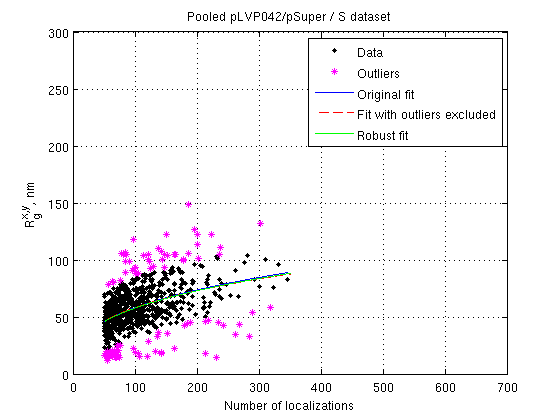 Pooled pLVP042/pSuper / S dataset
300
250
200
150
100
50
0
R_g^{x,y}, nm
Data
Outliers
Original fit
Fit with outliers excluded
Robust fit
0 100 200 300 400 500 600 700
Number of localizations